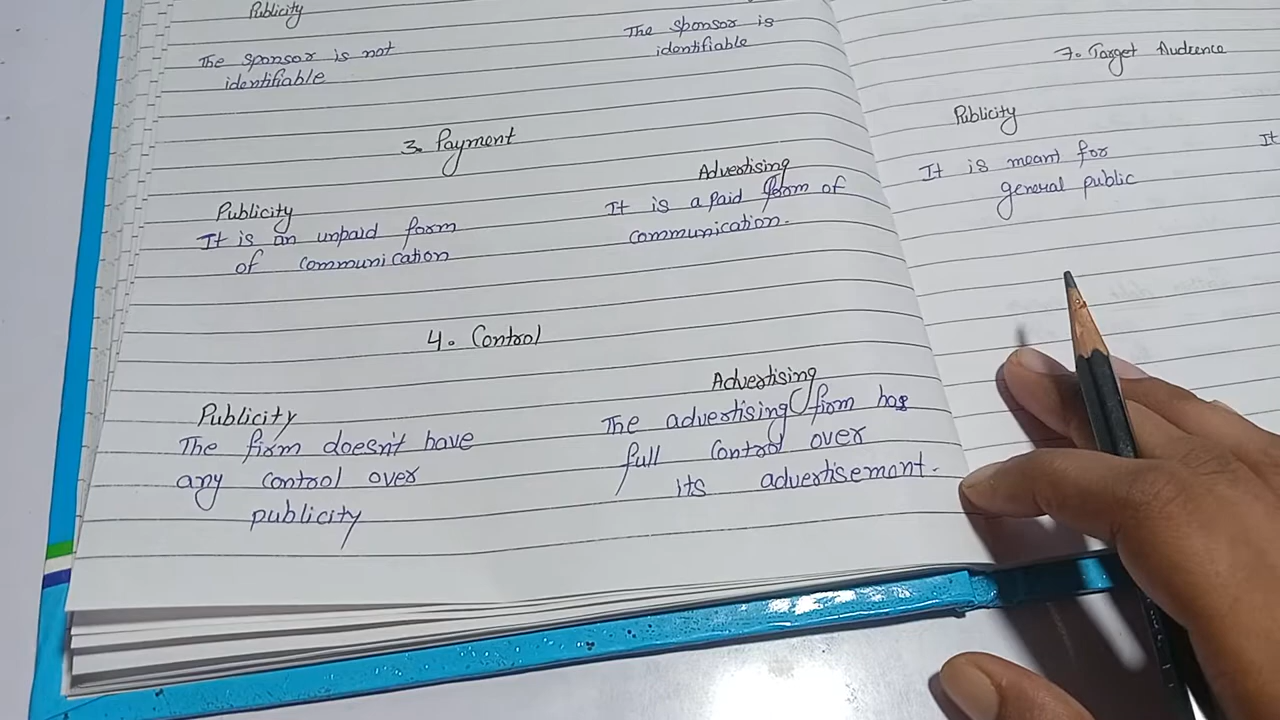 Publicity
The sponsor is not
identifiable
The sponsor is
identifiable
3. Payment
Publicity
It is an unpaid form
of communication
Advertising
It is a paid form of
communication.
4. Control
Publicity
The firm doesn't have
any control over
publicity
Advertising
The advertising firm has
full control over
its advertisement.
7. Target Audience
Publicity
It is meant for
general public
It